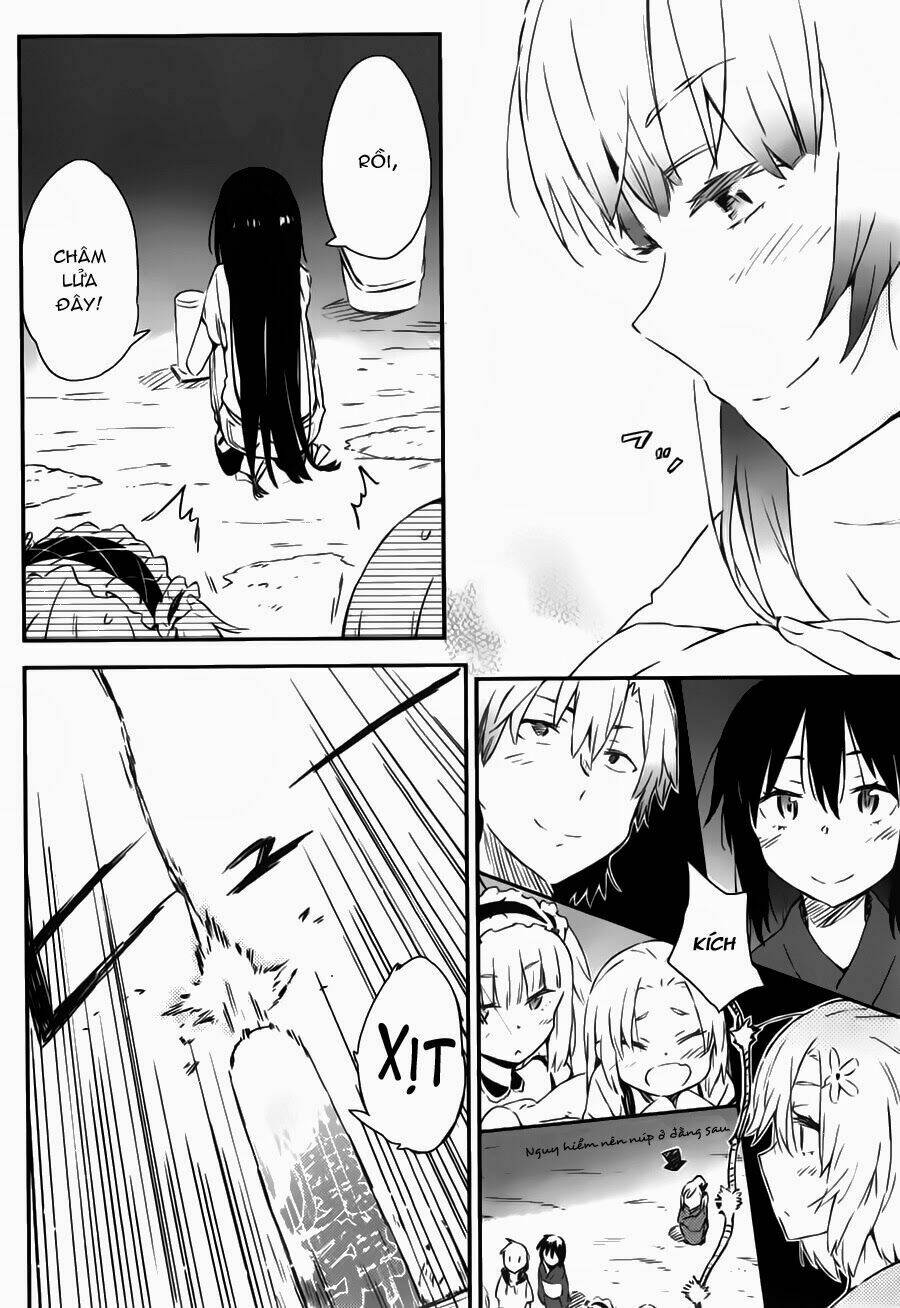 RỒI,
CHÂM
LỬA
ĐÂY!
KÍCH
Nguy hiểm nên núp ở đằng sau
XỊT